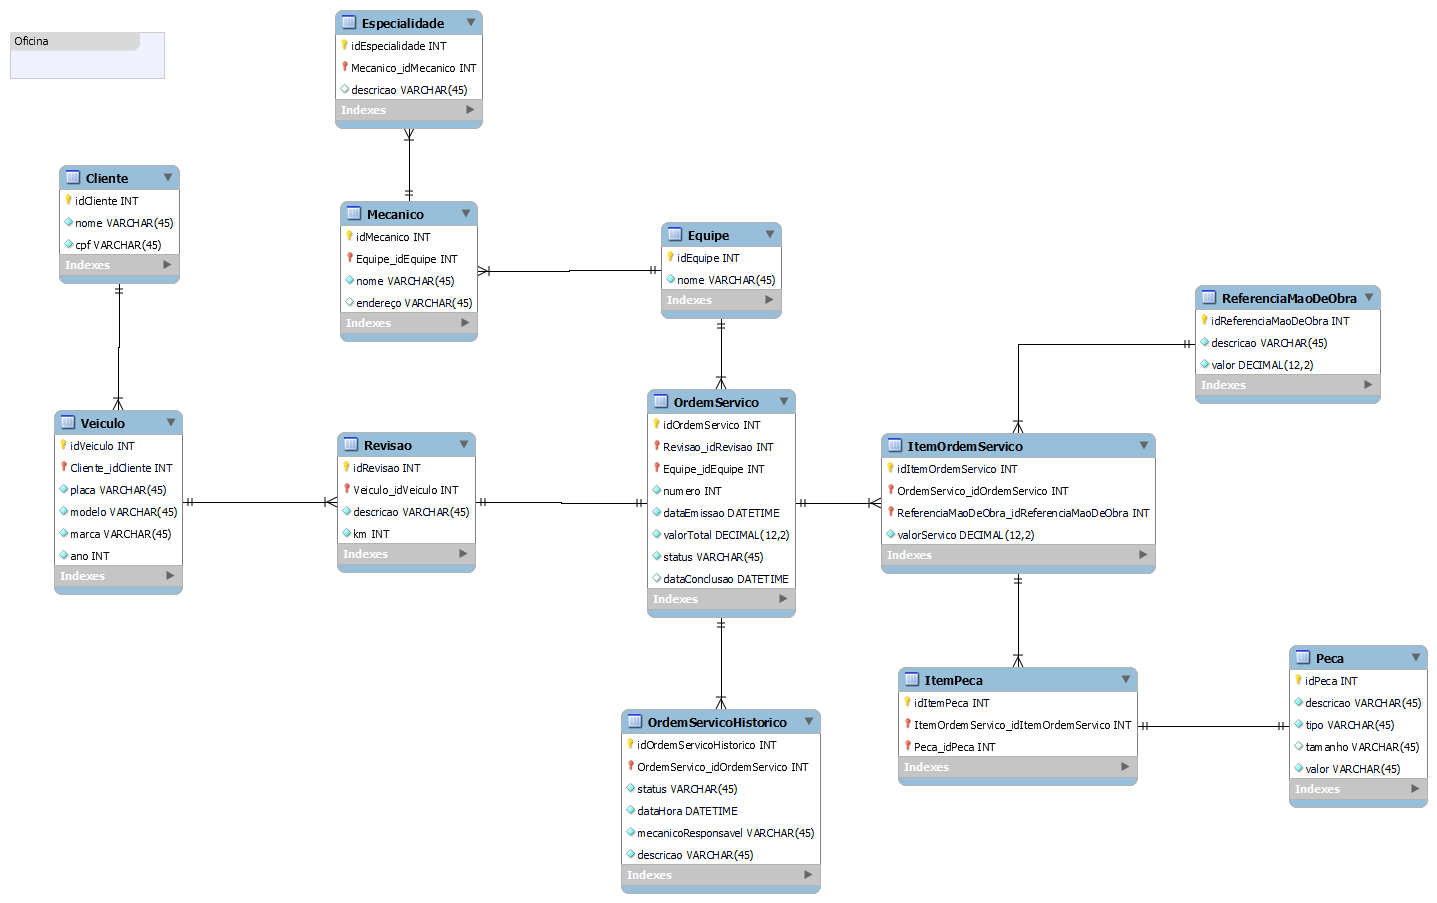 Oficina
Especialidade
idEspecialidade INT
Mecanico_idMecanico INT
descricao VARCHAR(45)
Indexes
Cliente
idCliente INT
nome VARCHAR(45)
cpf VARCHAR(45)
Indexes
Mecanico
idMecanico INT
Equipe_idEquipe INT
nome VARCHAR(45)
endereço VARCHAR(45)
Indexes
Equipe
idEquipe INT
nome VARCHAR(45)
Indexes
ReferenciaMaoDeObra
idReferenciaMaoDeObra INT
descricao VARCHAR(45)
valor DECIMAL(12,2)
Indexes
Veiculo
idVeiculo INT
Cliente_idCliente INT
placa VARCHAR(45)
modelo VARCHAR(45)
marca VARCHAR(45)
ano INT
Indexes
Revisao
idRevisao INT
Veiculo_idVeiculo INT
descricao VARCHAR(45)
km INT
Indexes
OrdemServico
idOrdemServico INT
Revisao_idRevisao INT
Equipe_idEquipe INT
numero INT
dataEmissao DATETIME
valorTotal DECIMAL(12,2)
status VARCHAR(45)
dataConclusao DATETIME
Indexes
ItemOrdemServico
idItemOrdemServico INT
OrdemServico_idOrdemServico INT
ReferenciaMaoDeObra_idReferenciaMaoDeObra INT
valorServico DECIMAL(12,2)
Indexes
OrdemServicoHistorico
idOrdemServicoHistorico INT
OrdemServico_idOrdemServico INT
status VARCHAR(45)
dataHora DATETIME
mecanicoResponsavel VARCHAR(45)
descricao VARCHAR(45)
Indexes
ItemPeca
idItemPeca INT
ItemOrdemServico_idItemOrdemServico INT
Peca_idPeca INT
Indexes
Peca
idPeca INT
descricao VARCHAR(45)
tipo VARCHAR(45)
tamanho VARCHAR(45)
valor VARCHAR(45)
Indexes